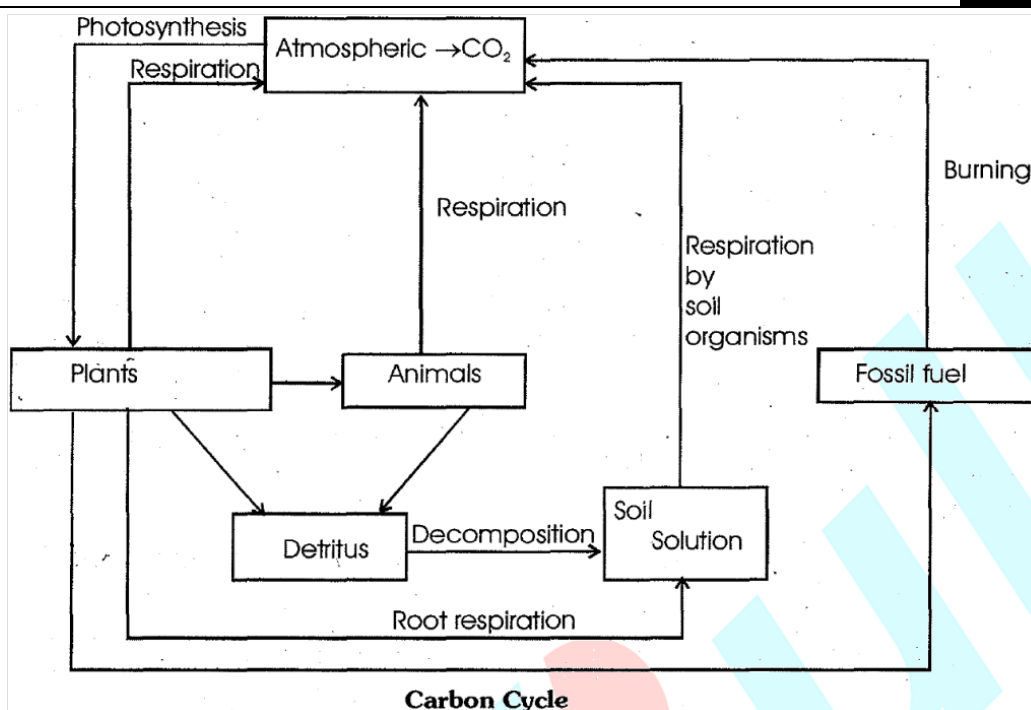 Photosynthesis
Atmospheric →CO₂
Respiration
Burning
Respiration
Respiration
by
soil
organisms
Plants
Animals
Fossil fuel
Soil
Solution
Detritus
Decomposition
Root respiration
Carbon Cycle